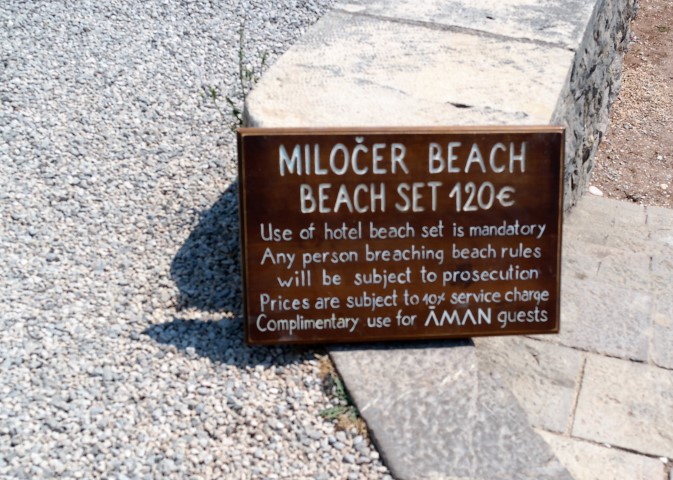 MILOČER BEACH
BEACH SET 120€
Use of hotel beach set is mandatory
Any person breaching beach rules
will be subject to prosecution
Prices are subject to 10% service charge
Complimentary use for ĀMAN guests